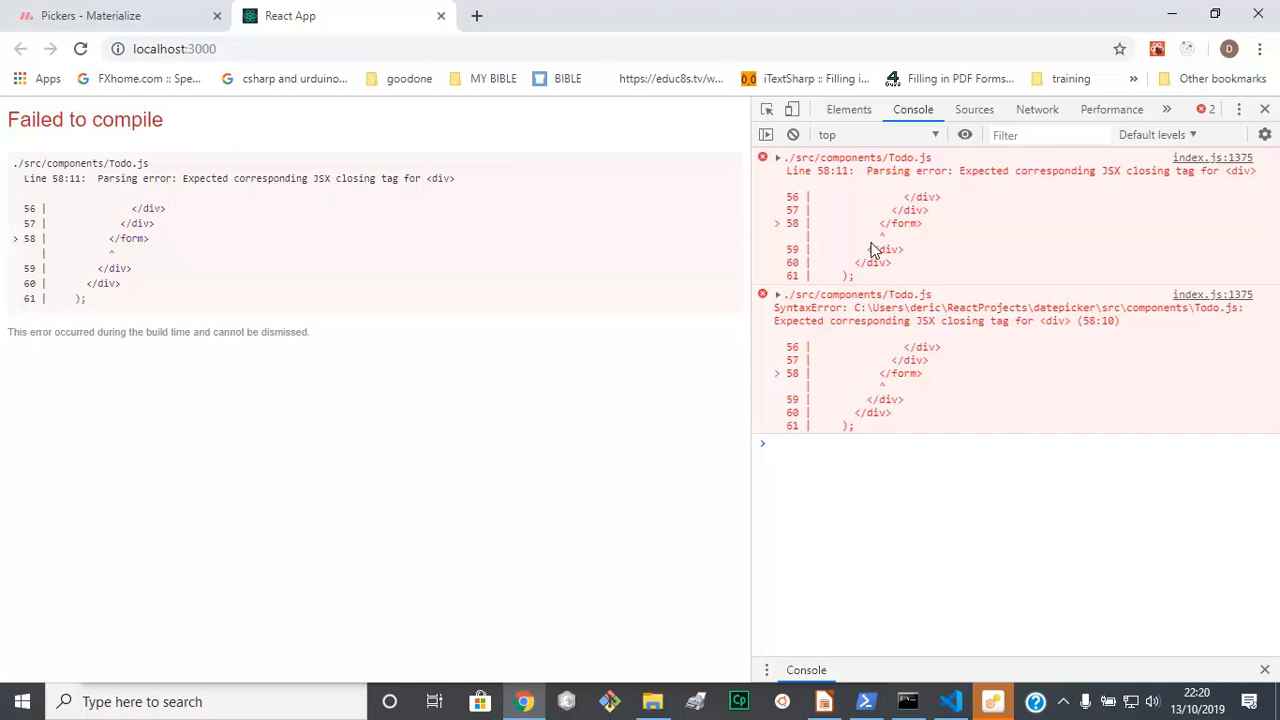 Pickers - Materialize
React App
localhost:3000
D
Apps
FXhome.com :: Spe...
csharp and urduino...
goodone
MY BIBLE
BIBLE
https://educ8s.tv/w...
iTextSharp :: Filling i...
Filling in PDF Forms...
training
»
Other bookmarks
Failed to compile
./src/components/Todo.js
Line 58:11: Parsing error: Expected corresponding JSX closing tag for <div>
56 | </div>
57 | </div>
> 58 | </form>
| ^
59 | </div>
60 | </div>
61 | );
This error occurred during the build time and cannot be dismissed.
Elements
Console
Sources
Network
Performance
»
2
top
Filter
Default levels
./src/components/Todo.js
index.js:1375
Line 58:11: Parsing error: Expected corresponding JSX closing tag for <div>
56 | </div>
57 | </div>
> 58 | </form>
| ^
59 | </div>
60 | </div>
61 | );
./src/components/Todo.js
index.js:1375
SyntaxError: C:\Users\deric\ReactProjects\datepicker\src\components\Todo.js:
Expected corresponding JSX closing tag for <div> (58:10)
56 | </div>
57 | </div>
> 58 | </form>
| ^
59 | </div>
60 | </div>
61 | );
>
Console
Type here to search
Cp
22:20
13/10/2019